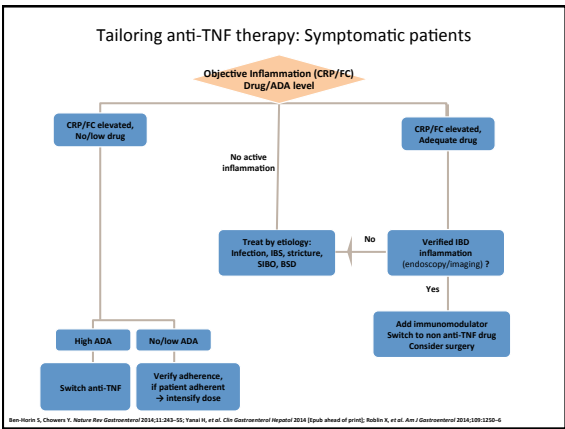 Tailoring anti-TNF therapy: Symptomatic patients
Objective Inflammation (CRP/FC)
Drug/ADA level
CRP/FC elevated,
No/low drug
CRP/FC elevated,
Adequate drug
No active
inflammation
Treat by etiology:
Infection, IBS, stricture,
SIBO, BSD
No
Verified IBD
inflammation
(endoscopy/imaging) ?
Yes
Add immunomodulator
Switch to non anti-TNF drug
Consider surgery
High ADA
No/low ADA
Switch anti-TNF
Verify adherence,
if patient adherent
→ intensify dose
Ben-Horin S, Chowers Y. Nature Rev Gastroenterol 2014;11:243–55; Yanai H, et al. Clin Gastroenterol Hepatol 2014 [Epub ahead of print]; Roblin X, et al. Am J Gastroenterol 2014;109:1250–6